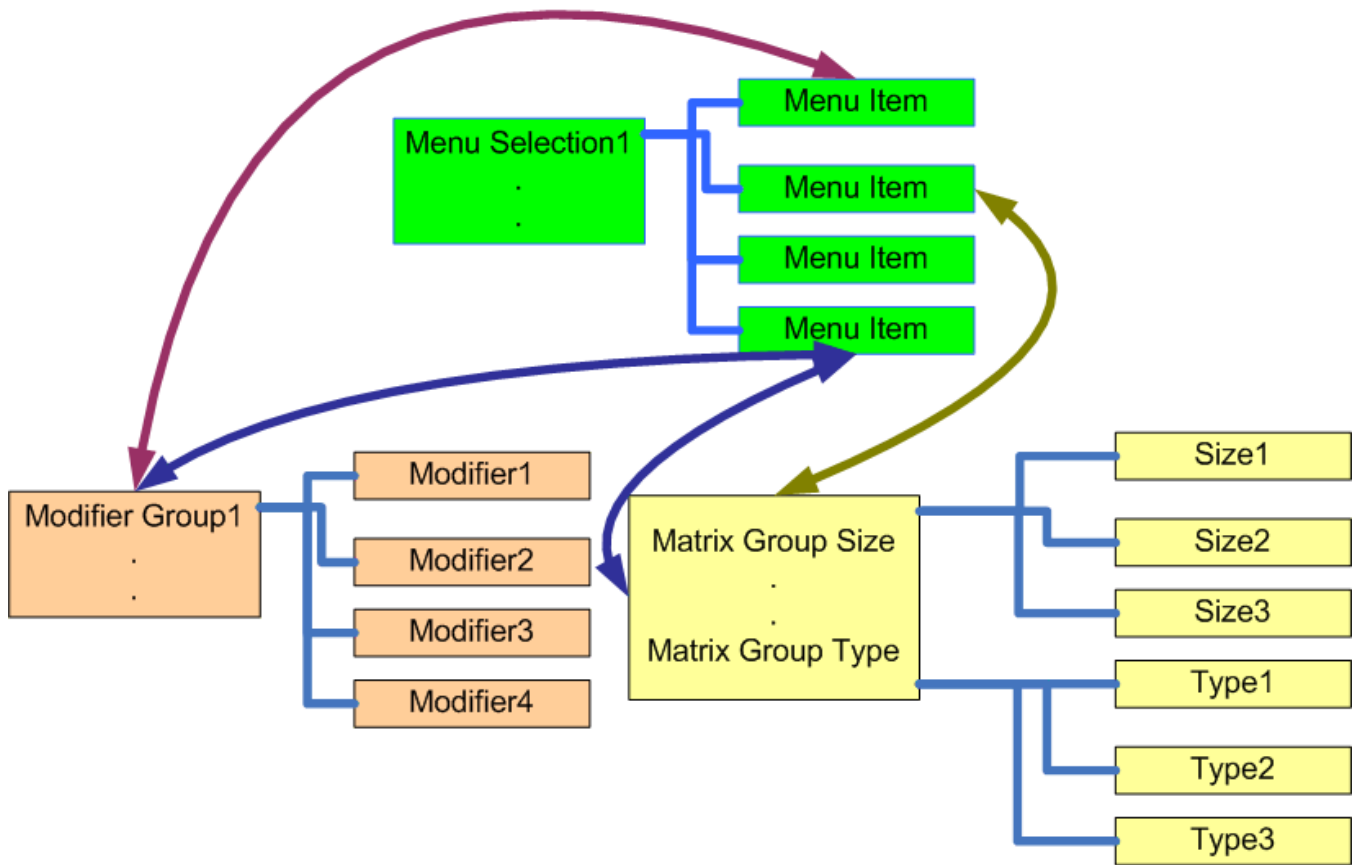 Menu Selection1
.
.
Menu Item
Menu Item
Menu Item
Menu Item
Modifier Group1
.
.
Modifier1
Modifier2
Modifier3
Modifier4
Matrix Group Size
.
.
Matrix Group Type
Size1
Size2
Size3
Type1
Type2
Type3